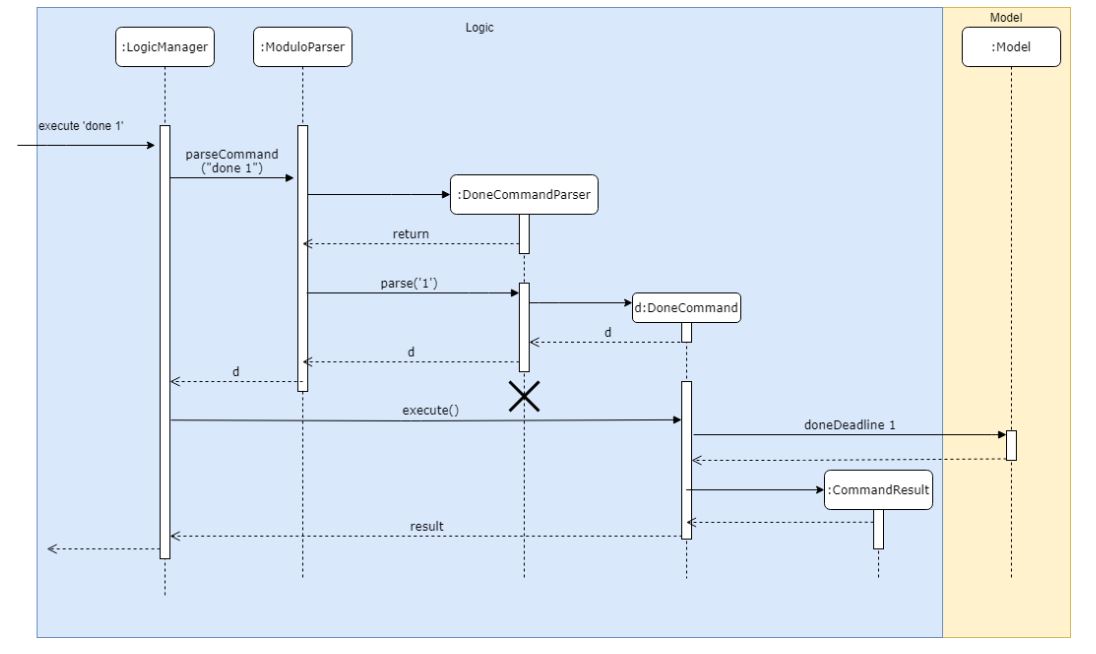 Logic
Model
:LogicManager
:ModuloParser
:Model
execute 'done 1'
parseCommand
("done 1")
:DoneCommandParser
return
parse('1')
d:DoneCommand
d
d
d
execute()
doneDeadline 1
:CommandResult
result